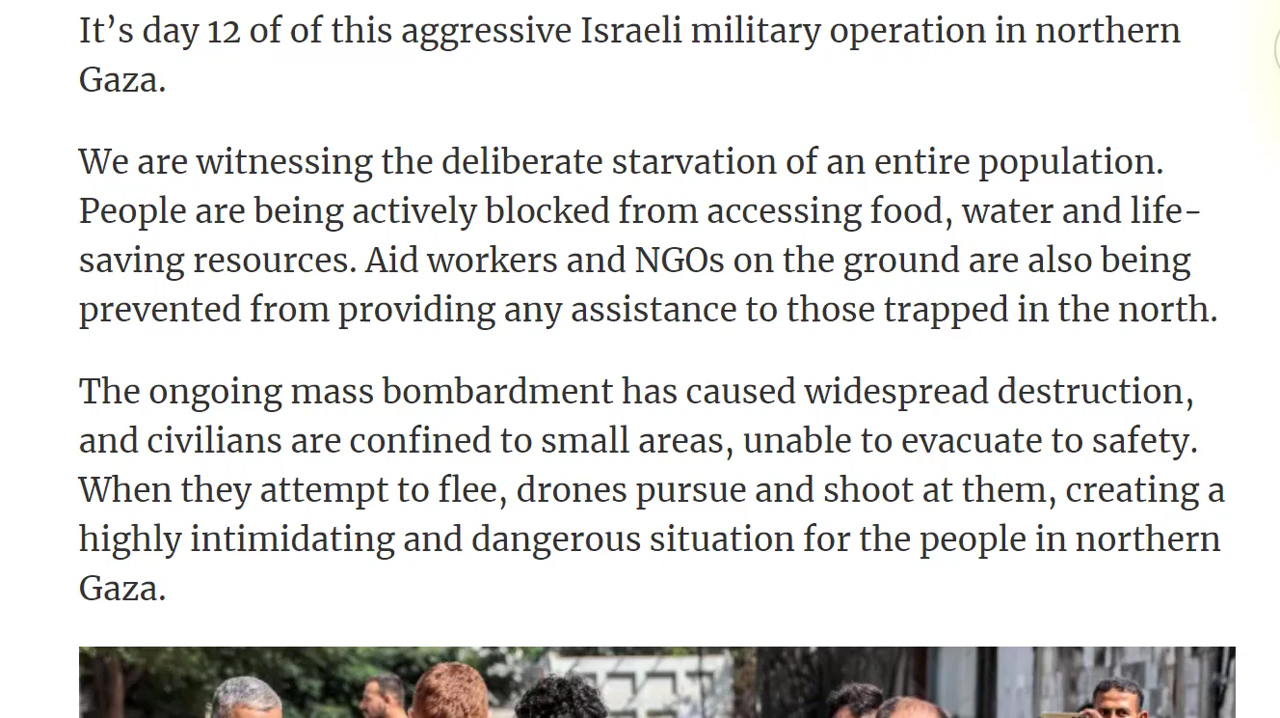 It’s day 12 of of this aggressive Israeli military operation in northern
Gaza.
We are witnessing the deliberate starvation of an entire population.
People are being actively blocked from accessing food, water and life-
saving resources. Aid workers and NGOs on the ground are also being
prevented from providing any assistance to those trapped in the north.
The ongoing mass bombardment has caused widespread destruction,
and civilians are confined to small areas, unable to evacuate to safety.
When they attempt to flee, drones pursue and shoot at them, creating a
highly intimidating and dangerous situation for the people in northern
Gaza.